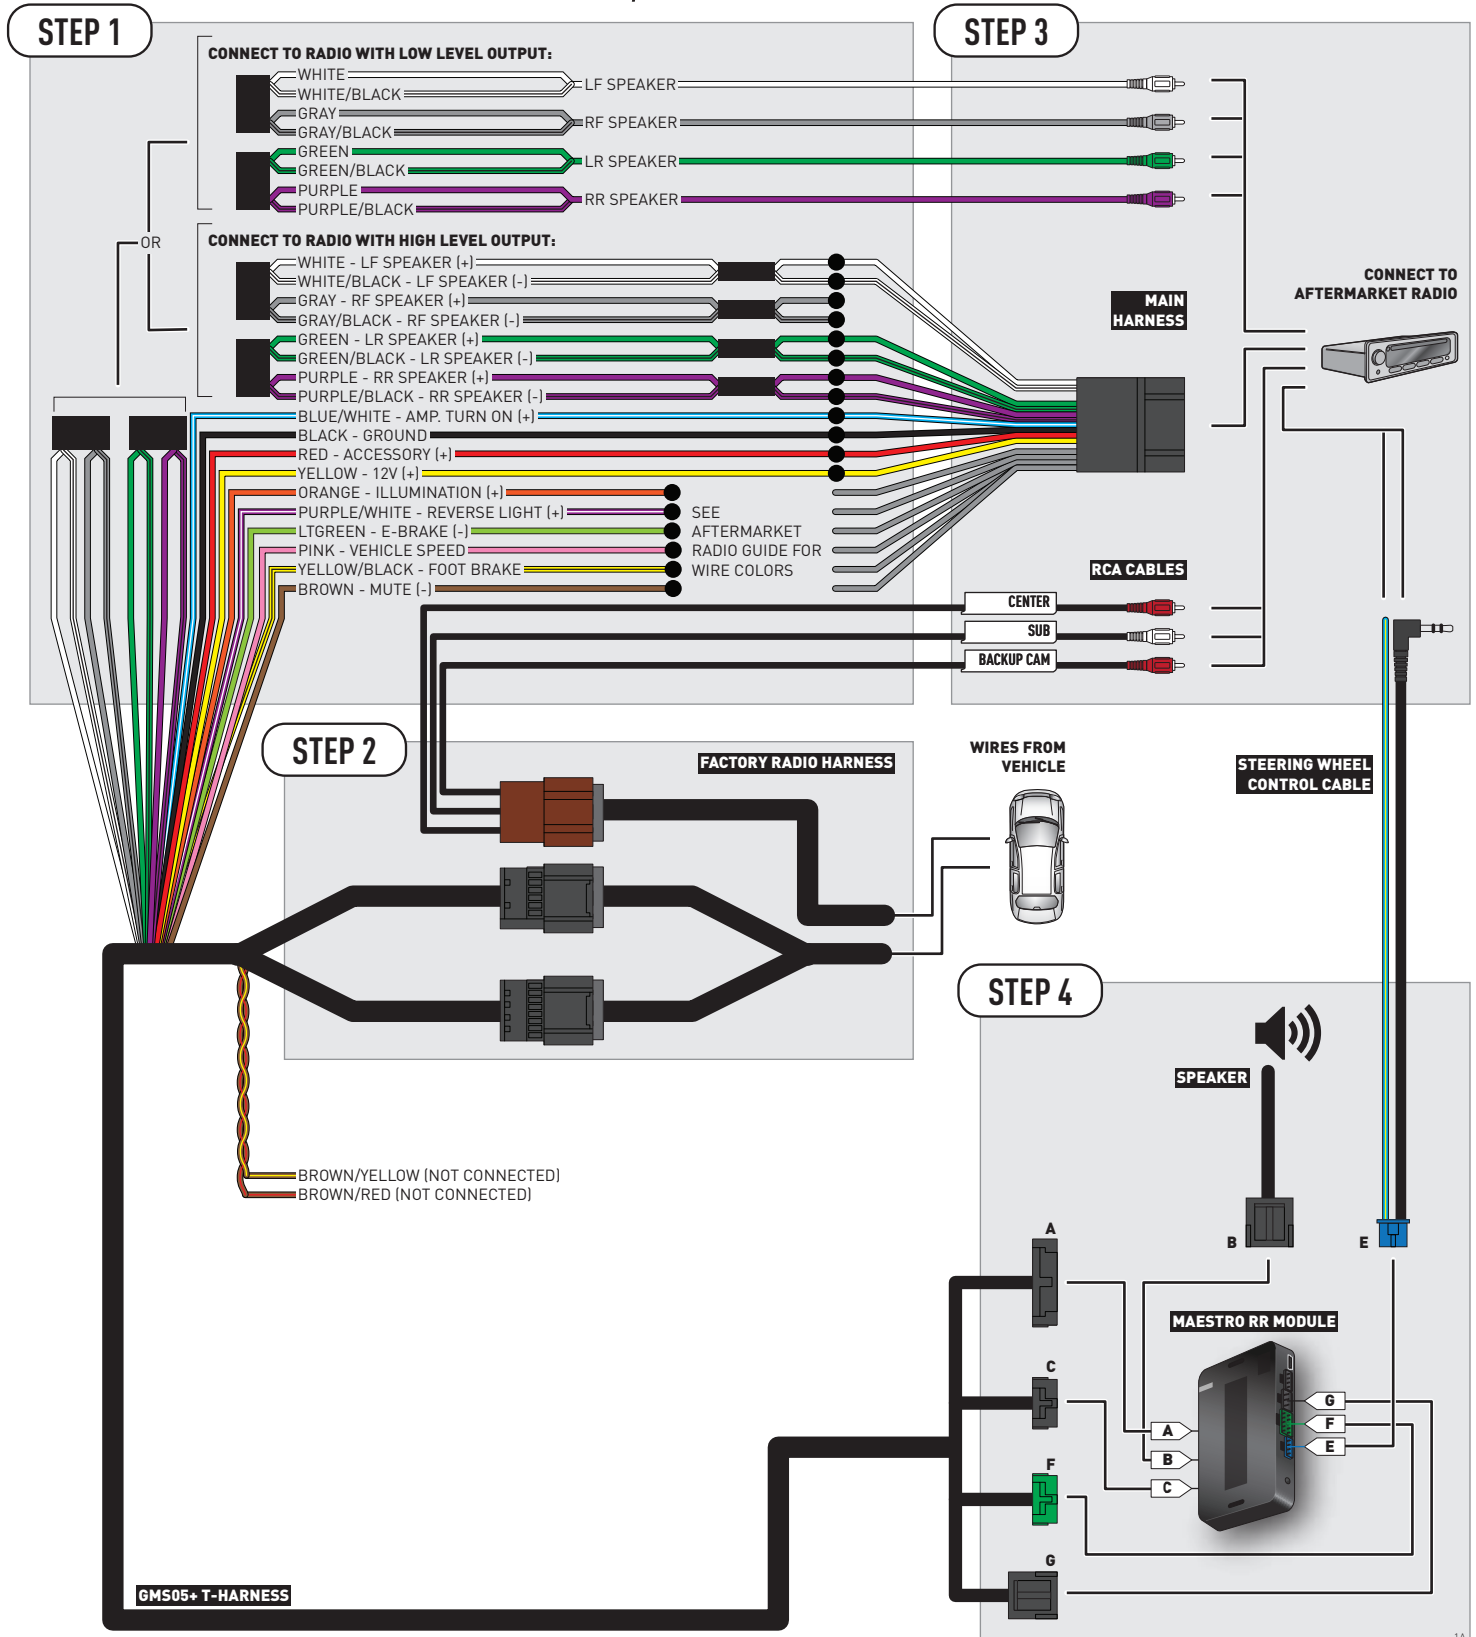 STEP 1
CONNECT TO RADIO WITH LOW LEVEL OUTPUT:
WHITE
WHITE/BLACK
LF SPEAKER
GRAY
GRAY/BLACK
RF SPEAKER
GREEN
GREEN/BLACK
LR SPEAKER
PURPLE
PURPLE/BLACK
RR SPEAKER
OR
CONNECT TO RADIO WITH HIGH LEVEL OUTPUT:
WHITE - LF SPEAKER (+)
WHITE/BLACK - LF SPEAKER (-)
GRAY - RF SPEAKER (+)
GRAY/BLACK - RF SPEAKER (-)
GREEN - LR SPEAKER (+)
GREEN/BLACK - LR SPEAKER (-)
PURPLE - RR SPEAKER (+)
PURPLE/BLACK - RR SPEAKER (-)
BLUE/WHITE - AMP. TURN ON (+)
BLACK - GROUND
RED - ACCESSORY (+)
YELLOW - 12V (+)
ORANGE - ILLUMINATION (+)
PURPLE/WHITE - REVERSE LIGHT (+)
LTGREEN - E-BRAKE (-)
PINK - VEHICLE SPEED
YELLOW/BLACK - FOOT BRAKE
BROWN - MUTE (-)
SEE
AFTERMARKET
RADIO GUIDE FOR
WIRE COLORS
STEP 3
MAIN
HARNESS
CONNECT TO
AFTERMARKET RADIO
RCA CABLES
CENTER
SUB
BACKUP CAM
STEP 2
FACTORY RADIO HARNESS
WIRES FROM
VEHICLE
STEERING WHEEL
CONTROL CABLE
BROWN/YELLOW (NOT CONNECTED)
BROWN/RED (NOT CONNECTED)
STEP 4
SPEAKER
B
E
A
C
F
G
MAESTRO RR MODULE
A
B
C
G
F
E
GMS05+ T-HARNESS